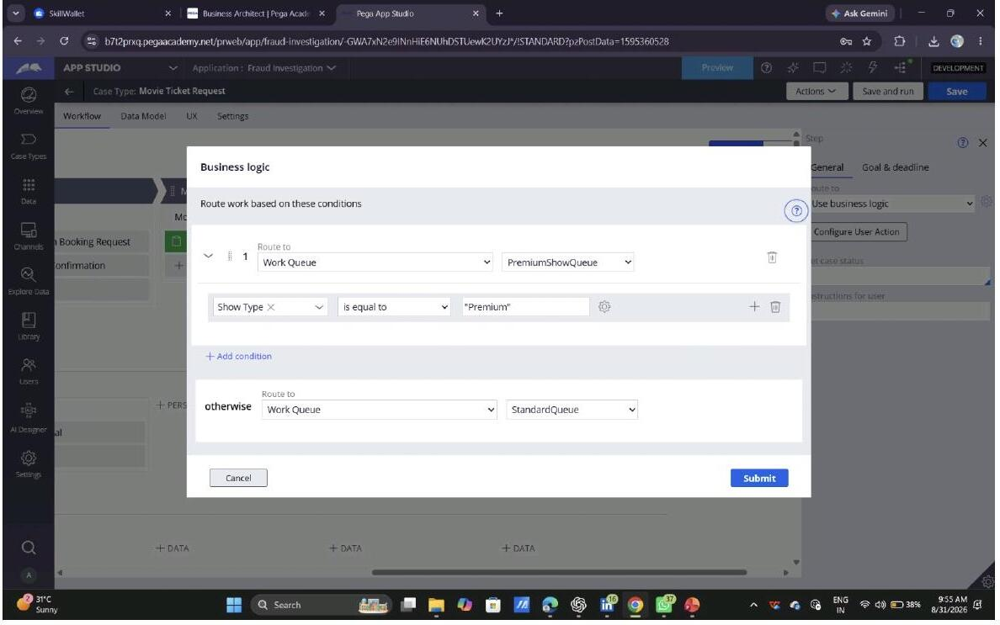 SkillWallet
Business Architect | Pega Acade
Pega App Studio
Ask Gemini
b7t2prxq.pegaacademy.net/prweb/app/fraud-investigation/-GWA7xN2e9INnHiE6NUhDSTUewK2UYzJ*/!STANDARD?pzPostData=1595360528
APP STUDIO
Application : Fraud Investigation
Preview
DEVELOPMENT
Case Type: Movie Ticket Request
Actions
Save and run
Save
Overview
Workflow
Data Model
UX
Settings
Step
General
Goal & deadline
Case Types
Business logic
Route work based on these conditions
Use business logic
Data
Configure User Action
Channels
Booking Request
1
Route to
Work Queue
PremiumShowQueue
onfirmation
et case status
Explore Data
Show Type
is equal to
"Premium"
structions for user
Library
+ Add condition
Users
otherwise
Route to
Work Queue
StandardQueue
+ PERS
AI Designer
al
Settings
Cancel
Submit
+ DATA
+ DATA
+ DATA
A
2
31°C
Sunny
Search
16
37
ENG
IN
38%
9:55 AM
8/31/2026